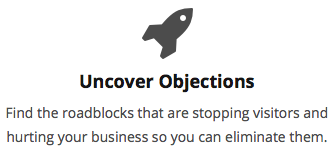 Uncover Objections
Find the roadblocks that are stopping visitors and
hurting your business so you can eliminate them.